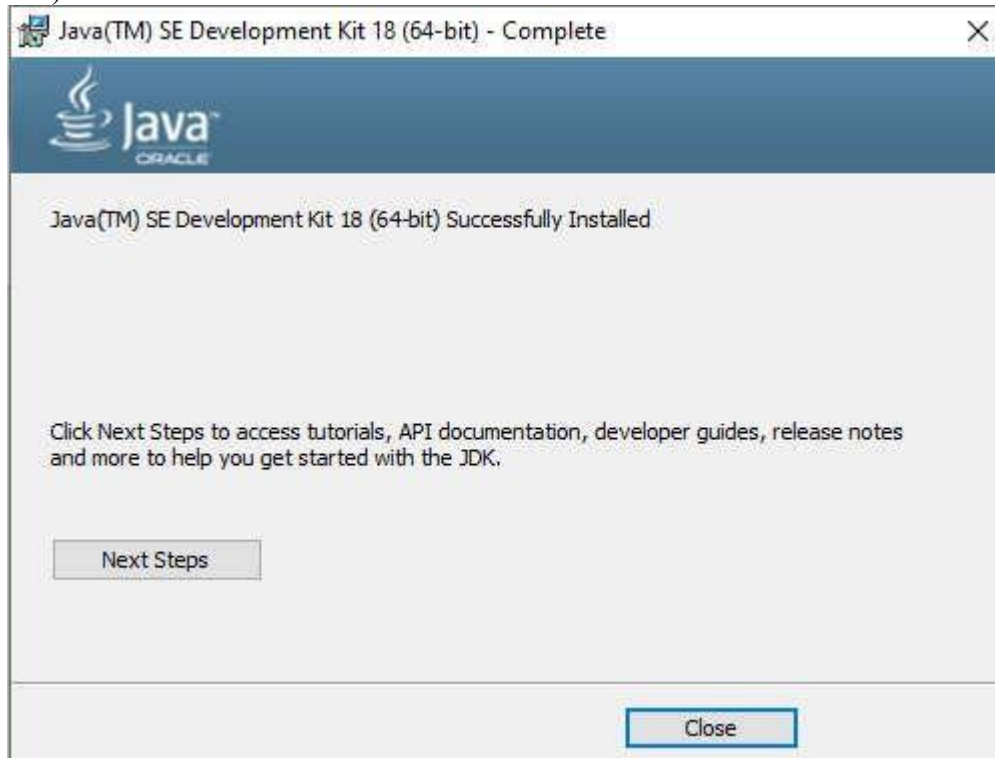 Java(TM) SE Development Kit 18 (64-bit) - Complete
Java™
ORACLE
Java(TM) SE Development Kit 18 (64-bit) Successfully Installed
Click Next Steps to access tutorials, API documentation, developer guides, release notes
and more to help you get started with the JDK.
Next Steps
Close